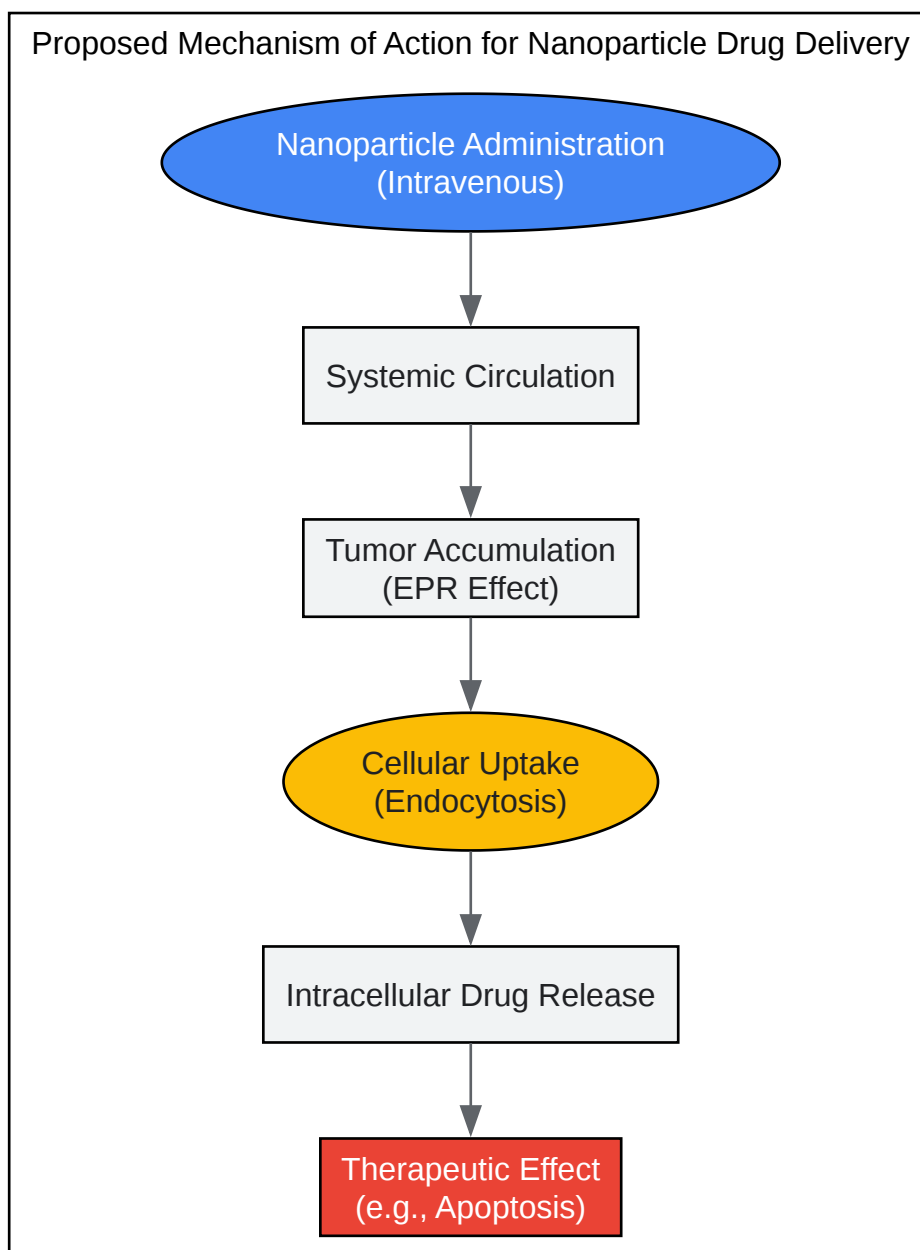 Proposed Mechanism of Action for Nanoparticle Drug Delivery
Nanoparticle Administration
(Intravenous)
Systemic Circulation
Tumor Accumulation
(EPR Effect)
Cellular Uptake
(Endocytosis)
Intracellular Drug Release
Therapeutic Effect
(e.g., Apoptosis)